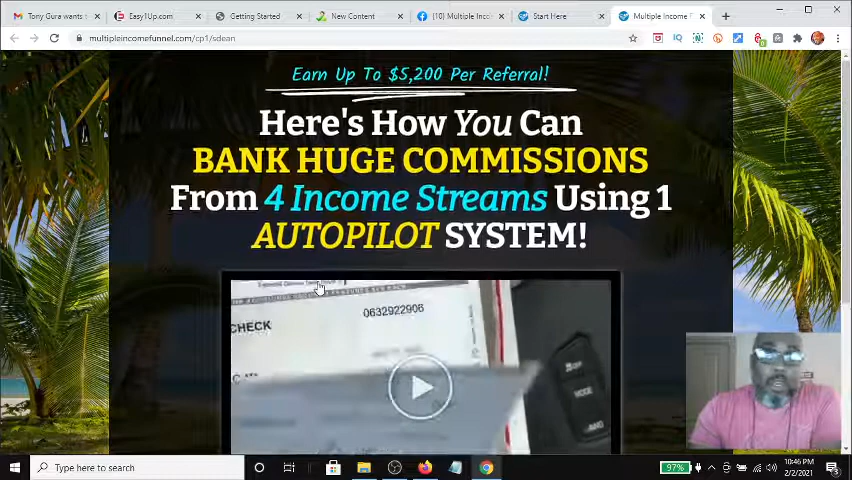 Tony Gura wants t
Easy1Up.com
Getting Started
New Content
(10) Multiple Inco
Start Here
Multiple Income F
multipleincomefunnel.com/cp1/sdean
Earn Up To $5,200 Per Referral!
Here's How You Can
BANK HUGE COMMISSIONS
From 4 Income Streams Using 1
AUTOPILOT SYSTEM!
CHECK
0632922906
MODE
Type here to search
97%
10:46 PM
2/2/2021